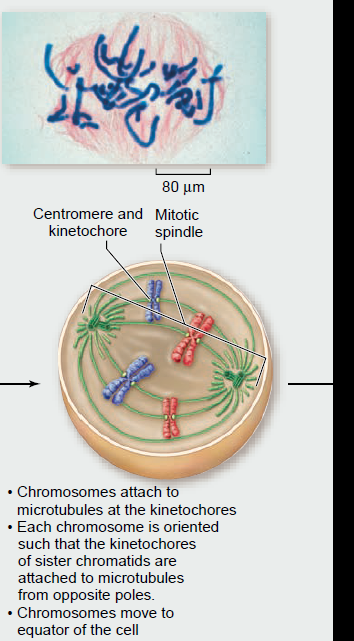 80 µm
Centromere and
kinetochore
Mitotic
spindle
• Chromosomes attach to
microtubules at the kinetochores
• Each chromosome is oriented
such that the kinetochores
of sister chromatids are
attached to microtubules
from opposite poles.
• Chromosomes move to
equator of the cell